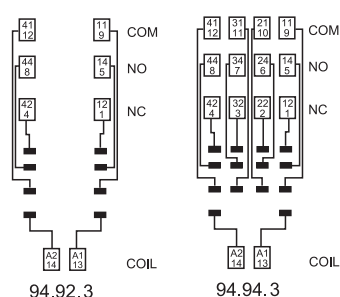 41 11
12 9 COM
44 14
8 5 NO
42 12
4 1 NC
A2 A1
14 13 COIL
94.92.3
41 31 21 11
12 11 10 9 COM
44 34 24 14
8 7 6 5 NO
42 32 22 12
4 3 2 1 NC
A2 A1
14 13 COIL
94.94.3